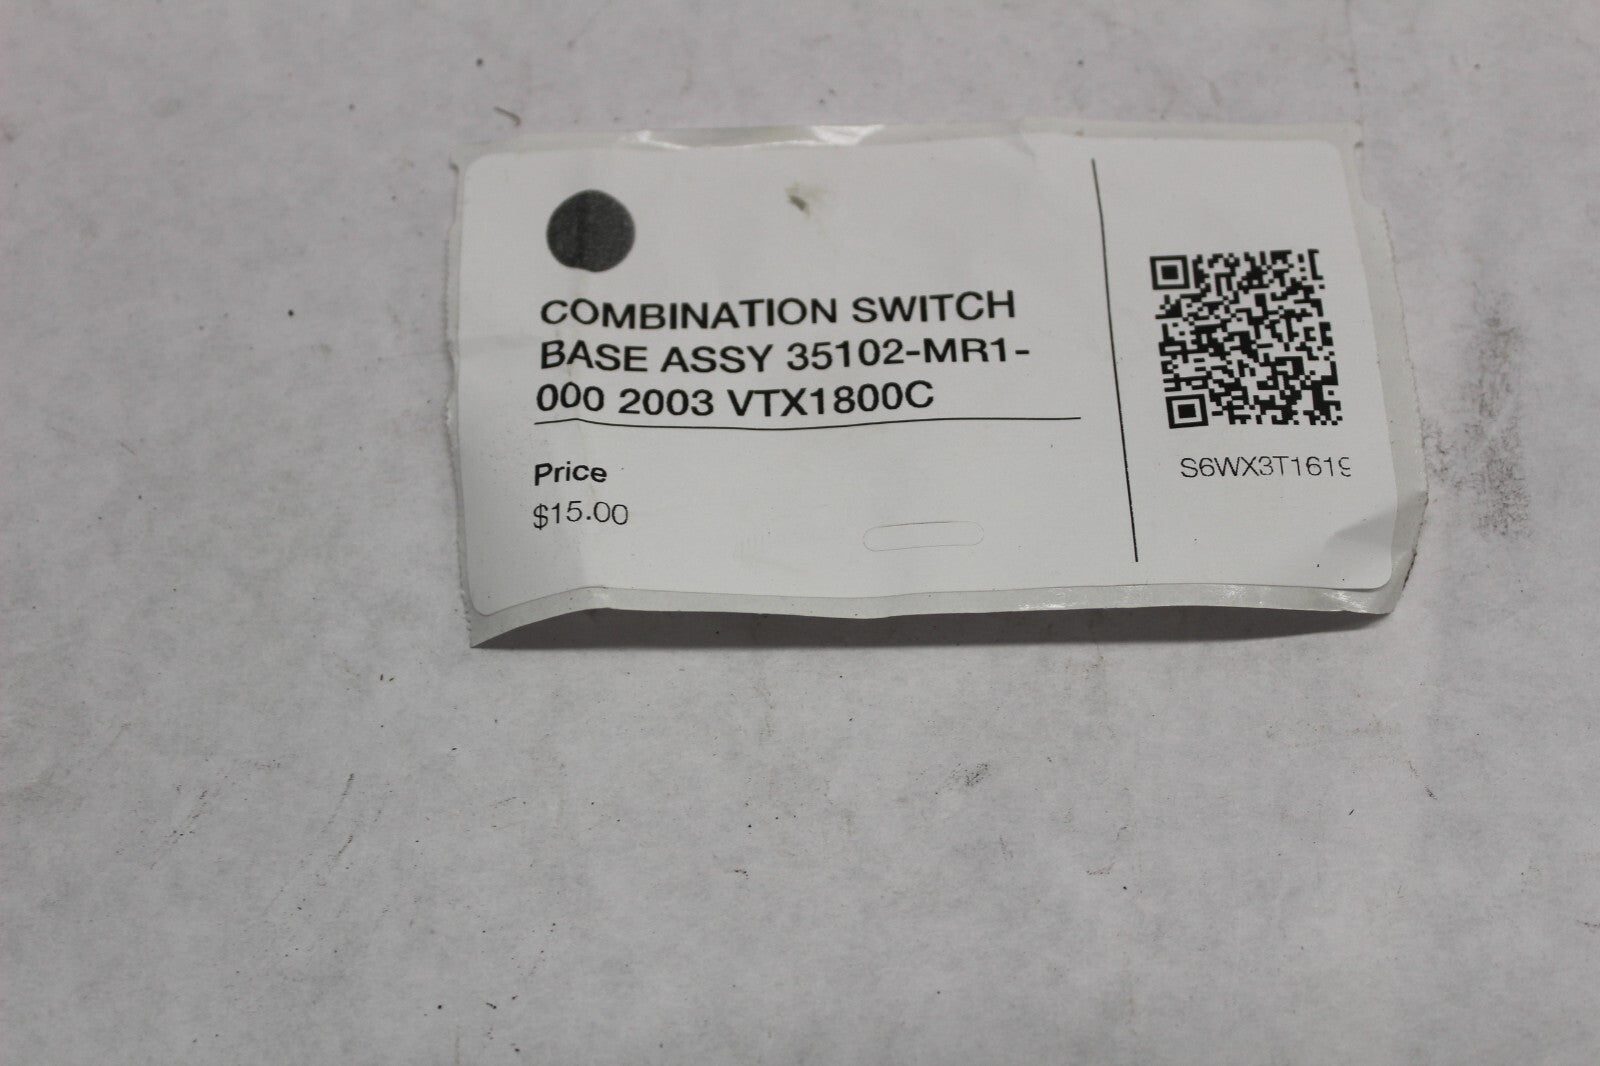 COMBINATION SWITCH
BASE ASSY 35102-MR1-
000 2003 VTX1800C
Price
$15.00
S6WX3T1619